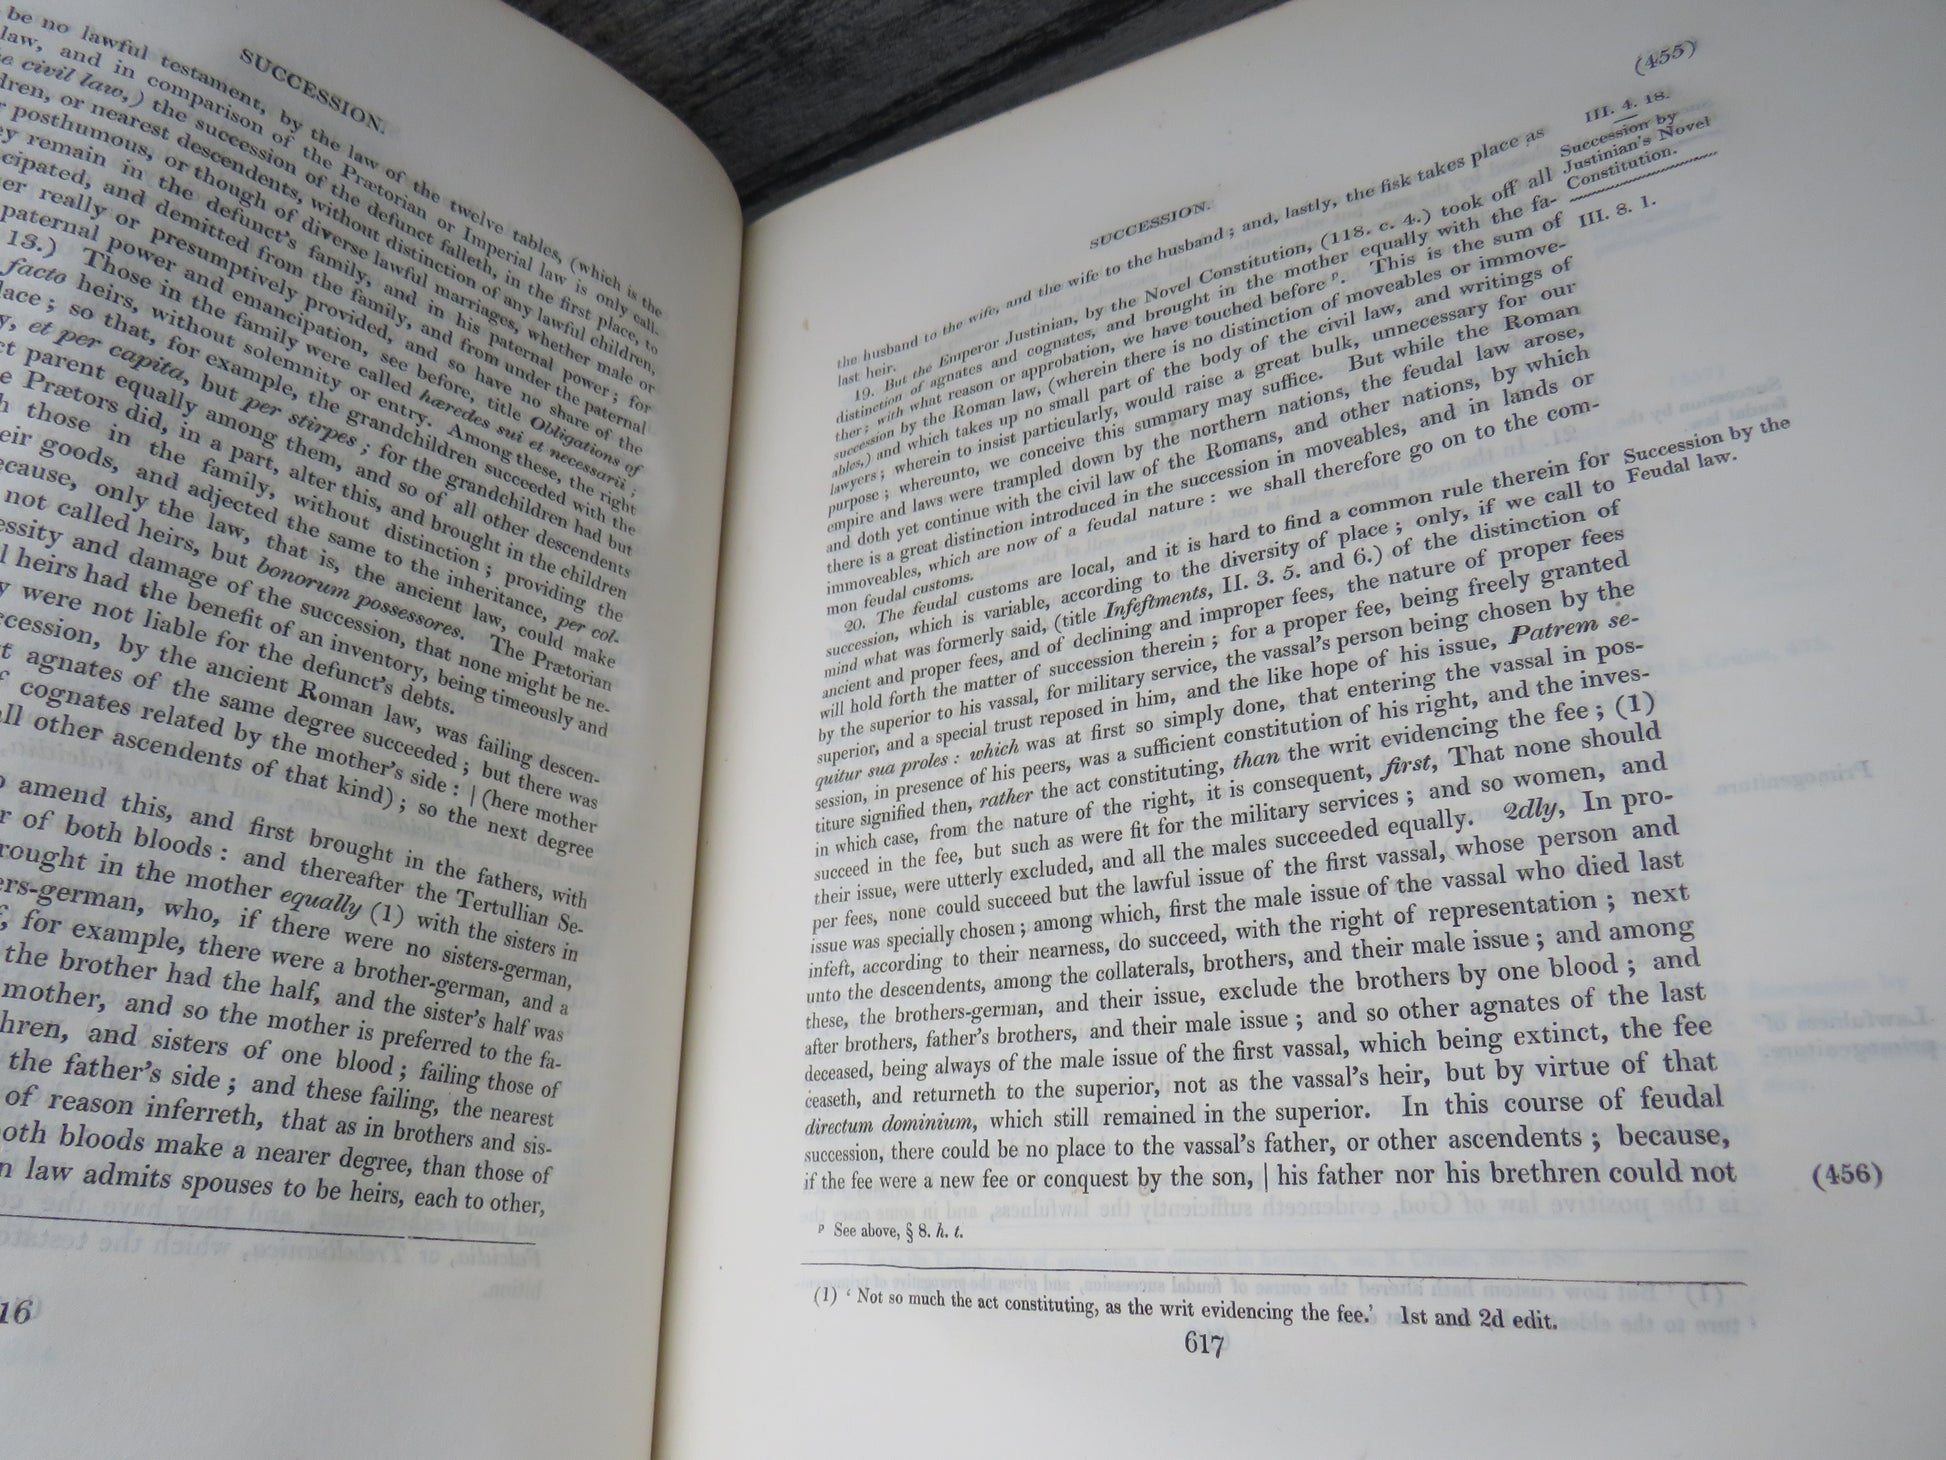 SUCCESSION.
be no lawful testament, by the law of the twelve tables, (which is the
law, and in comparison of the Prætorian or Imperial law is only call-
civil law,) the succession of the defunct falleth, in the first place, to
or nearest descendents, without distinction of any lawful children,
posthumous, or though of diverse lawful marriages, whether male or
remain in the defunct's family, and in his paternal power; for
and demitted from the family, and from under the paternal
really or presumptively provided, and so have no share of the
paternal power and emancipation, see before, title Obligations of
13.) Those in the family were called hæredes sui et necessarii;
facto heirs, without solemnity or entry. Among these, the right
so that, for example, the grandchildren succeeded with the
et per capita, but per stirpes; for the grandchildren had but
parent equally among them, and so of all other descendents
Prætors did, in a part, alter this, and brought in the children
those in the family, without distinction; providing the
goods, and adjected the same to the inheritance, per col-
because, only the law, that is, the ancient law, could make
not called heirs, but bonorum possessores. The Prætorian
and damage of the succession, that none might be ne-
heirs had the benefit of an inventory, being timeously and
were not liable for the defunct's debts.
by the ancient Roman law, was failing descen-
agnates of the same degree succeeded; but there was
cognates related by the mother's side: | (here mother
all other ascendents of that kind); so the next degree
amend this, and first brought in the fathers, with
of both bloods: and thereafter the Tertullian Se-
brought in the mother equally (1) with the sisters in
who, if there were no sisters-german,
for example, there were a brother-german, and a
the brother had the half, and the sister's half was
mother, and so the mother is preferred to the fa-
and sisters of one blood; failing those of
the father's side; and these failing, the nearest
of reason inferreth, that as in brothers and sis-
both bloods make a nearer degree, than those of
law admits spouses to be heirs, each to other,
16
SUCCESSION.
(455)
the husband to the wife, and the wife to the husband; and, lastly, the fisk takes place as
last heir.
III. 4. 18.
Succession by
Justinian's Novel
Constitution.
III. 8. 1.
19. But the Emperor Justinian, by the Novel Constitution, (118. c. 4.) took off all
distinction of agnates and cognates, and brought in the mother equally with the fa-
ther; with what reason or approbation, we have touched before p. This is the sum of
succession by the Roman law, (wherein there is no distinction of moveables or immove-
ables,) and which takes up no small part of the body of the civil law, and writings of
lawyers; wherein to insist particularly, would raise a great bulk, unnecessary for our
purpose; whereunto, we conceive this summary may suffice. But while the Roman
empire and laws were trampled down by the northern nations, the feudal law arose,
and doth yet continue with the civil law of the Romans, and other nations, by which
there is a great distinction introduced in the succession in moveables, and in lands or
immoveables, which are now of a feudal nature: we shall therefore go on to the com-
mon feudal customs.
20. The feudal customs are local, and it is hard to find a common rule therein for
Succession by the
Feudal law.
succession, which is variable, according to the diversity of place; only, if we call to
mind what was formerly said, (title Infeftments, II. 3. 5. and 6.) of the distinction of
ancient and proper fees, and of declining and improper fees, the nature of proper fees
will hold forth the matter of succession therein; for a proper fee, being freely granted
by the superior to his vassal, for military service, the vassal's person being chosen by the
superior, and a special trust reposed in him, and the like hope of his issue, Patrem se-
quitur sua proles: which was at first so simply done, that entering the vassal in pos-
session, in presence of his peers, was a sufficient constitution of his right, and the inves-
titure signified then, rather the act constituting, than the writ evidencing the fee; (1)
in which case, from the nature of the right, it is consequent, first, That none should
succeed in the fee, but such as were fit for the military services; and so women, and
their issue, were utterly excluded, and all the males succeeded equally. 2dly, In pro-
per fees, none could succeed but the lawful issue of the first vassal, whose person and
issue was specially chosen; among which, first the male issue of the vassal who died last
infeft, according to their nearness, do succeed, with the right of representation; next
unto the descendents, among the collaterals, brothers, and their male issue; and among
these, the brothers-german, and their issue, exclude the brothers by one blood; and
after brothers, father's brothers, and their male issue; and so other agnates of the last
deceased, being always of the male issue of the first vassal, which being extinct, the fee
ceaseth, and returneth to the superior, not as the vassal's heir, but by virtue of that
directum dominium, which still remained in the superior. In this course of feudal
succession, there could be no place to the vassal's father, or other ascendents; because,
if the fee were a new fee or conquest by the son, | his father nor his brethren could not
(456)
p See above, § 8. h. t.
(1) ‘ Not so much the act constituting, as the writ evidencing the fee.’ 1st and 2d edit.
617